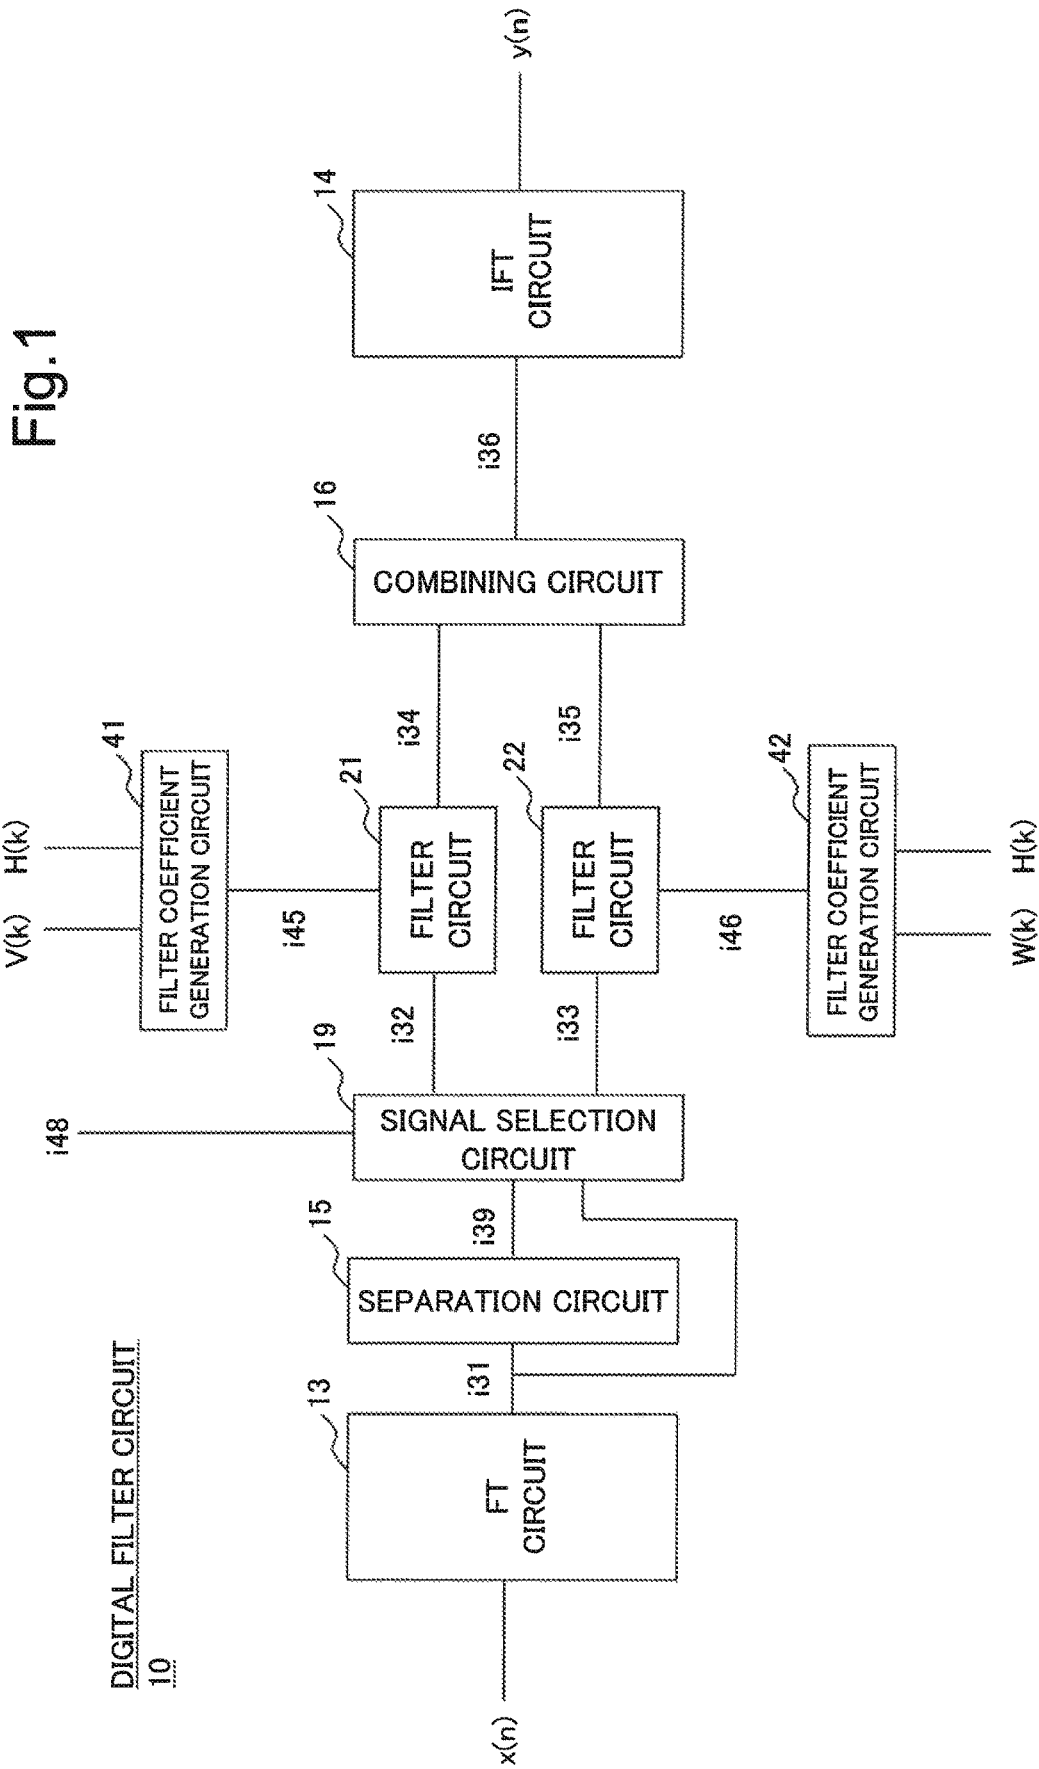 Fig.1
DIGITAL FILTER CIRCUIT
10
x(n)
13
FT
CIRCUIT
i31
15
SEPARATION CIRCUIT
i39
i48
19
SIGNAL SELECTION
CIRCUIT
i32
i33
V(k)
H(k)
41
FILTER COEFFICIENT
GENERATION CIRCUIT
i45
21
FILTER
CIRCUIT
22
FILTER
CIRCUIT
i46
42
FILTER COEFFICIENT
GENERATION CIRCUIT
W(k)
H(k)
i34
i35
16
COMBINING CIRCUIT
i36
14
IFT
CIRCUIT
y(n)